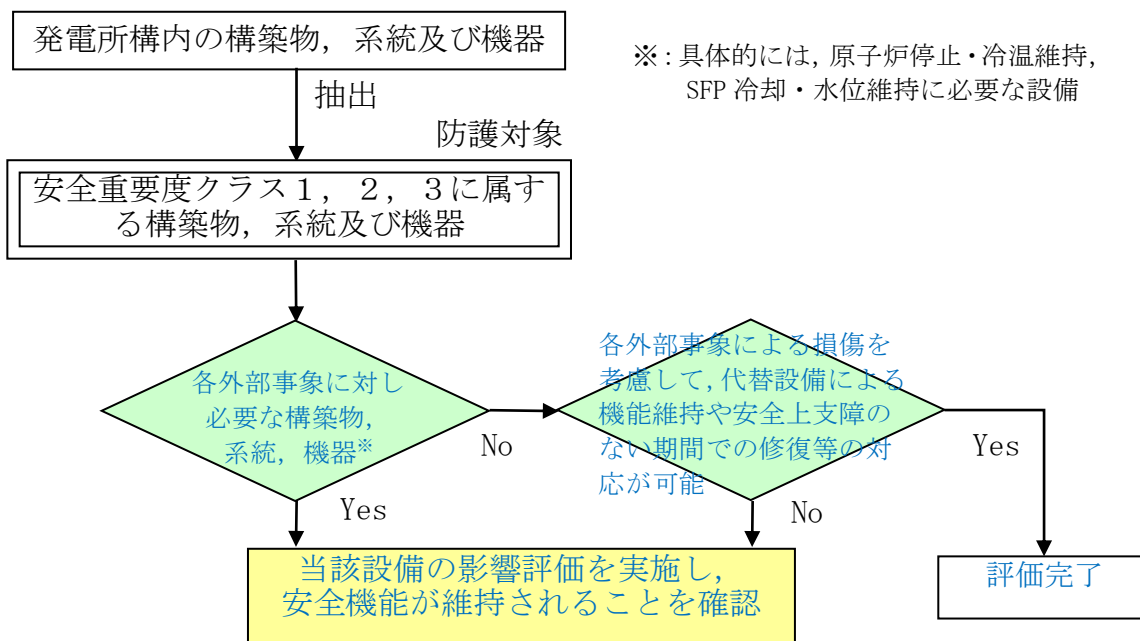 発電所構内の構築物，系統及び機器
※：具体的には，原子炉停止・冷温維持，
SFP 冷却・水位維持に必要な設備
抽出
防護対象
安全重要度クラス１，２，３に属す
る構築物，系統及び機器
各外部事象に対し
必要な構築物，
系統，機器※
No
Yes
各外部事象による損傷を
考慮して，代替設備による
機能維持や安全上支障の
ない期間での修復等の対
応が可能
Yes
No
当該設備の影響評価を実施し，
安全機能が維持されることを確認
評価完了